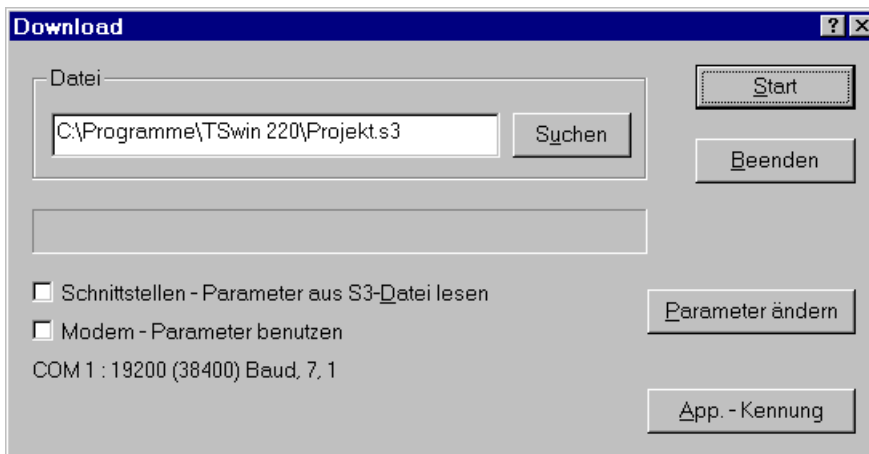 Download
Datei
C:\Programme\TSwin 220\Projekt.s3
Suchen
Start
Beenden
Schnittstellen - Parameter aus S3-Datei lesen
Modem - Parameter benutzen
COM 1 : 19200 (38400) Baud, 7, 1
Parameter ändern
App. - Kennung